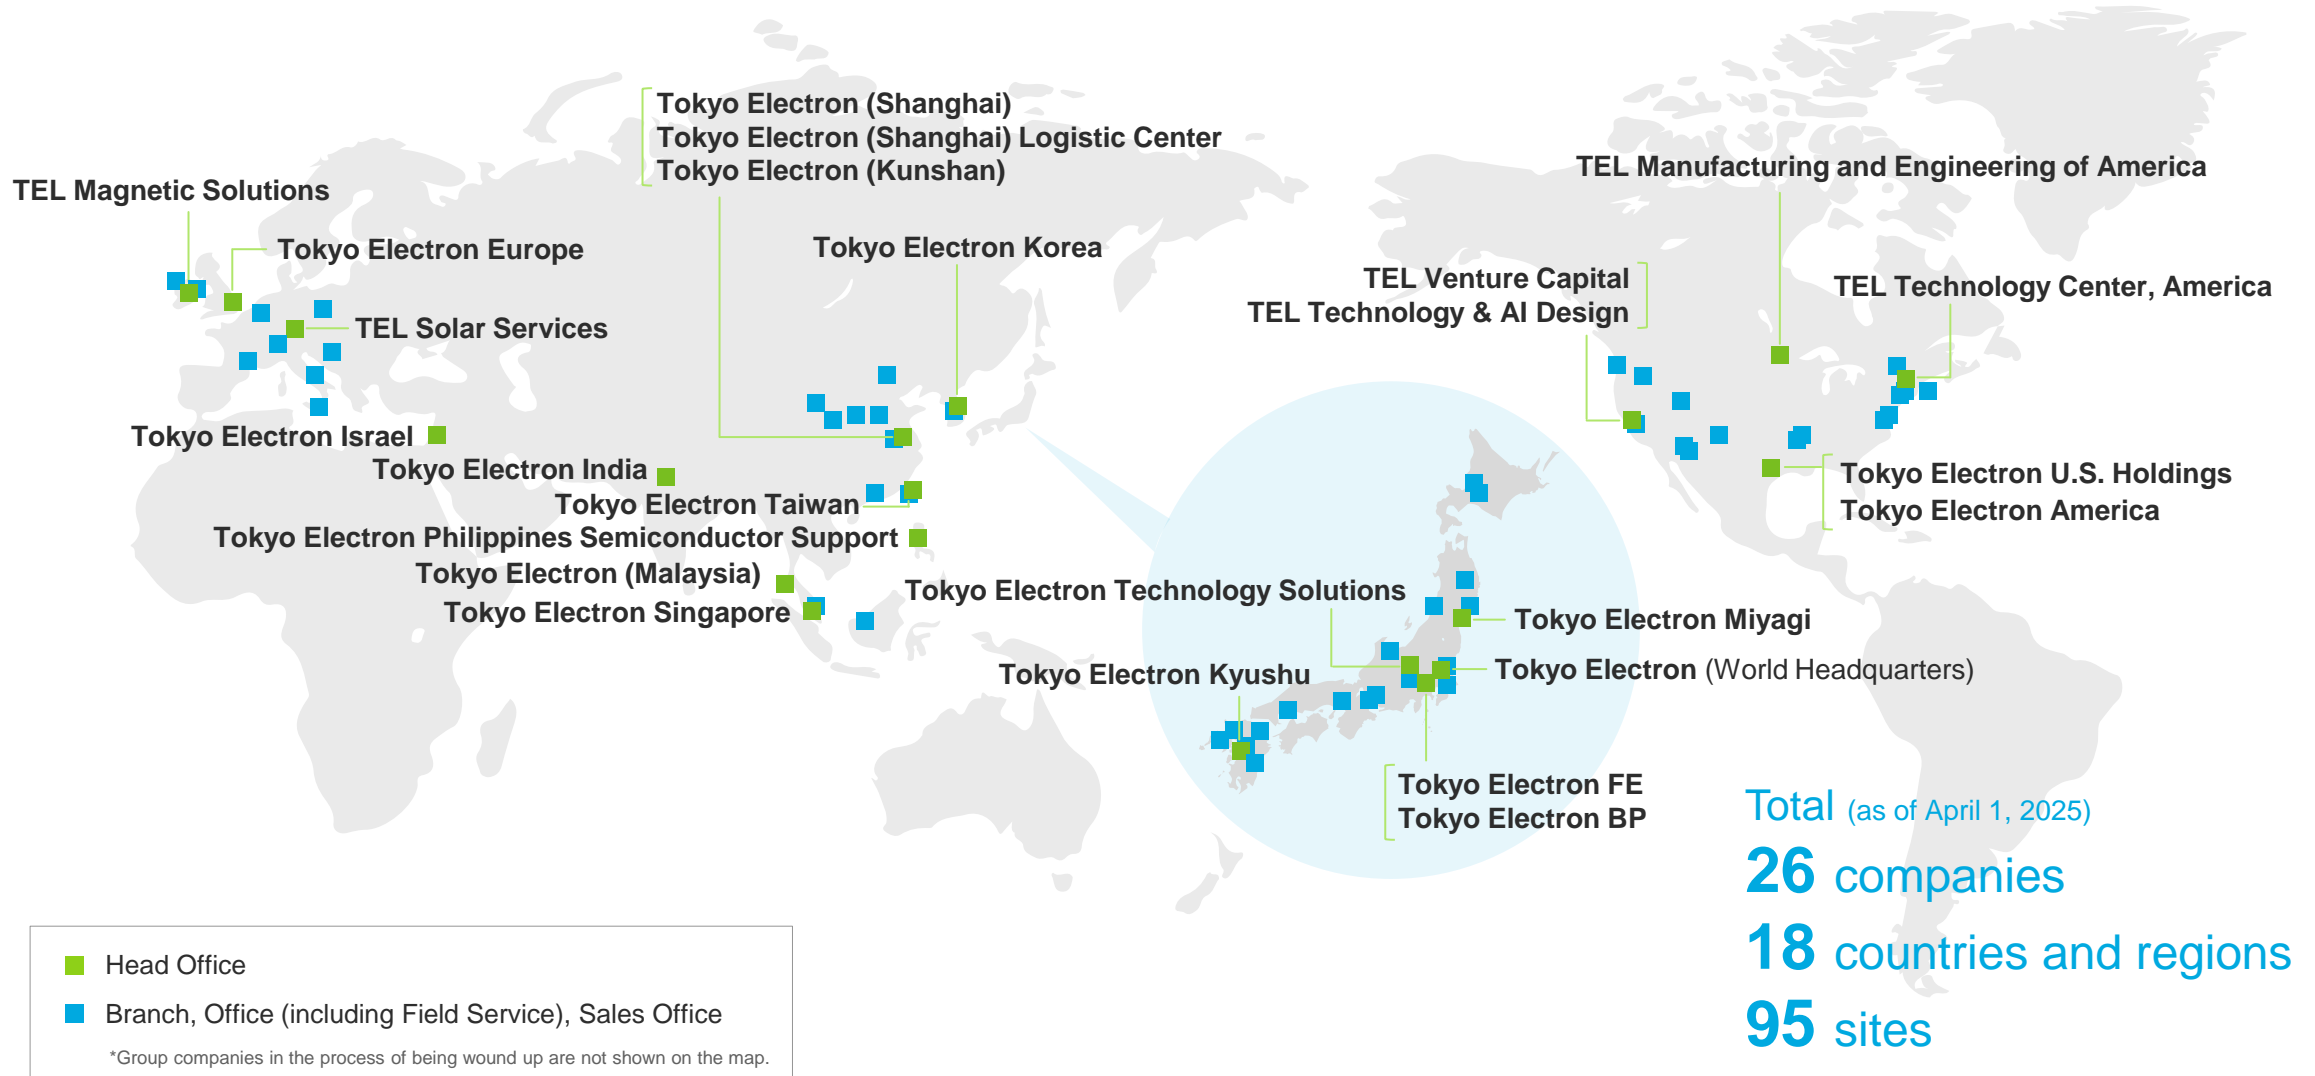 Tokyo Electron (Shanghai)
Tokyo Electron (Shanghai) Logistic Center
Tokyo Electron (Kunshan)
TEL Magnetic Solutions
Tokyo Electron Europe
Tokyo Electron Korea
TEL Solar Services
Tokyo Electron Israel
Tokyo Electron India
Tokyo Electron Taiwan
Tokyo Electron Philippines Semiconductor Support
Tokyo Electron (Malaysia)
Tokyo Electron Singapore
TEL Manufacturing and Engineering of America
TEL Venture Capital
TEL Technology & AI Design
TEL Technology Center, America
Tokyo Electron U.S. Holdings
Tokyo Electron America
Tokyo Electron Technology Solutions
Tokyo Electron Miyagi
Tokyo Electron (World Headquarters)
Tokyo Electron Kyushu
Tokyo Electron FE
Tokyo Electron BP
Total (as of April 1, 2025)
26 companies
18 countries and regions
95 sites
Head Office
Branch, Office (including Field Service), Sales Office
*Group companies in the process of being wound up are not shown on the map.